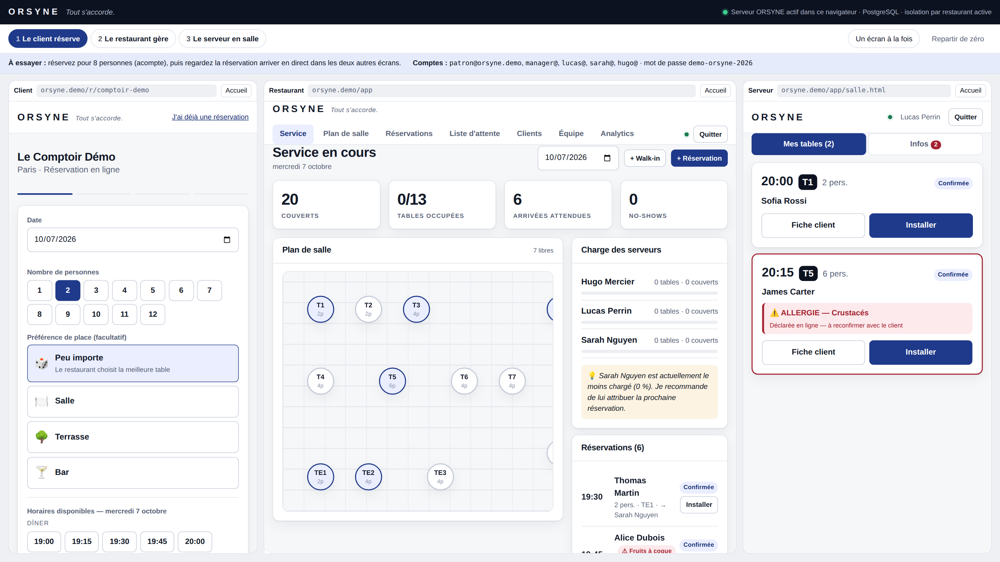 ORSYNE Tout s'accorde.
Serveur ORSYNE actif dans ce navigateur · PostgreSQL · isolation par restaurant active
1 Le client réserve
2 Le restaurant gère
3 Le serveur en salle
Un écran à la fois
Repartir de zéro
À essayer : réservez pour 8 personnes (acompte), puis regardez la réservation arriver en direct dans les deux autres écrans.
Comptes : patron@orsyne.demo, manager@, lucas@, sarah@, hugo@ · mot de passe demo-orsyne-2026
Client orsyne.demo/r/comptoir-demo Accueil
ORSYNE Tout s'accorde.
J'ai déjà une réservation
Le Comptoir Démo
Paris · Réservation en ligne
Date
10/07/2026
Nombre de personnes
1 2 3 4 5 6 7
8 9 10 11 12
Préférence de place (facultatif)
Peu importe
Le restaurant choisit la meilleure table
Salle
Terrasse
Bar
Horaires disponibles — mercredi 7 octobre
DÎNER
19:00 19:15 19:30 19:45 20:00
Restaurant orsyne.demo/app Accueil
ORSYNE Tout s'accorde.
Service Plan de salle Réservations Liste d'attente Clients Équipe Analytics
Quitter
Service en cours
mercredi 7 octobre
10/07/2026
+ Walk-in
+ Réservation
20
COUVERTS
0/13
TABLES OCCUPÉES
6
ARRIVÉES ATTENDUES
0
NO-SHOWS
Plan de salle
7 libres
T1
2p
T2
2p
T3
4p
T4
4p
T5
6p
T6
4p
T7
4p
TE1
2p
TE2
4p
TE3
4p
Charge des serveurs
Hugo Mercier 0 tables · 0 couverts
Lucas Perrin 0 tables · 0 couverts
Sarah Nguyen 0 tables · 0 couverts
💡 Sarah Nguyen est actuellement le
moins chargé (0 %). Je recommande
de lui attribuer la prochaine
réservation.
Réservations (6)
19:30
Thomas
Martin
2 pers. · TE1 · →
Sarah Nguyen
Confirmée
Installer
19:45
Alice Dubois
⚠ Fruits à coque
Confirmée
Serveur orsyne.demo/app/salle.html Accueil
ORSYNE
Lucas Perrin
Quitter
Mes tables (2)
Infos 2
20:00 T1 2 pers.
Confirmée
Sofia Rossi
Fiche client
Installer
20:15 T5 6 pers.
Confirmée
James Carter
⚠️ ALLERGIE — Crustacés
Déclarée en ligne — à reconfirmer avec le client
Fiche client
Installer